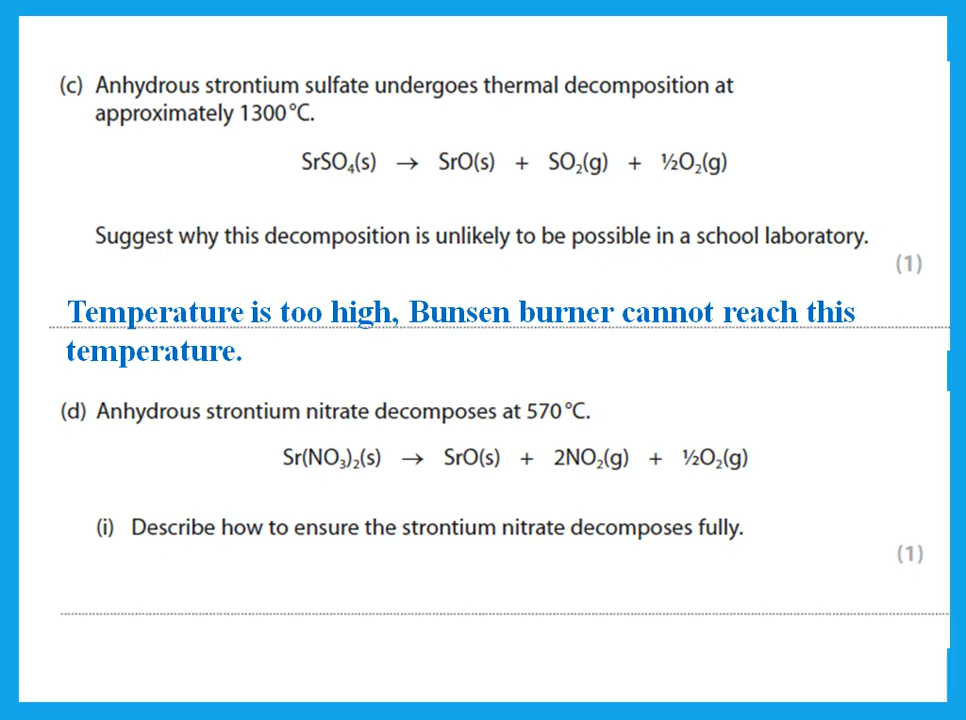 (c) Anhydrous strontium sulfate undergoes thermal decomposition at
approximately 1300 °C.
SrSO₄(s) → SrO(s) + SO₂(g) + ½O₂(g)
Suggest why this decomposition is unlikely to be possible in a school laboratory.
(1)
Temperature is too high, Bunsen burner cannot reach this
temperature.
(d) Anhydrous strontium nitrate decomposes at 570 °C.
Sr(NO₃)₂(s) → SrO(s) + 2NO₂(g) + ½O₂(g)
(i) Describe how to ensure the strontium nitrate decomposes fully.
(1)